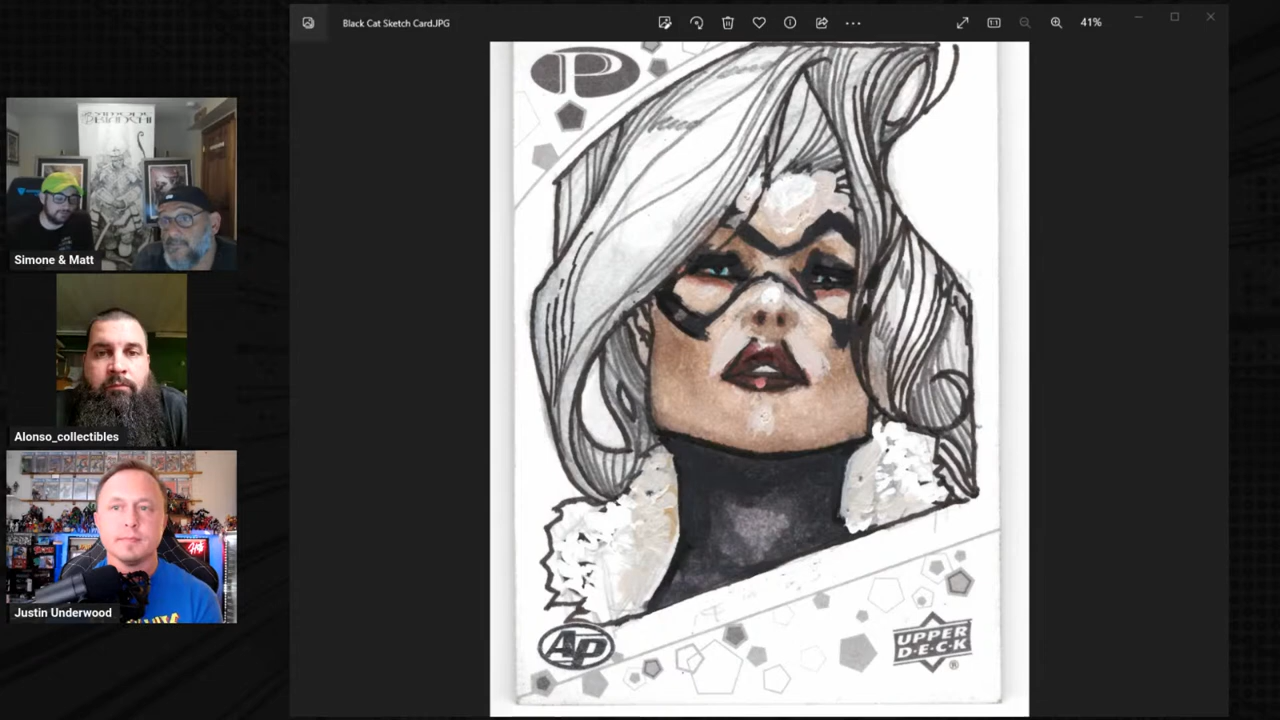 Black Cat Sketch Card.JPG
41%
P
Simone & Matt
Alonso_collectibles
Justin Underwood
AP
UPPER
DECK
®